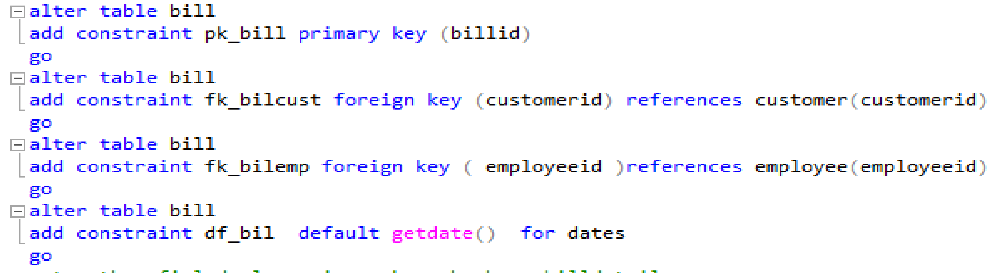 alter table bill
add constraint pk_bill primary key (billid)
go
alter table bill
add constraint fk_bilcust foreign key (customerid) references customer(customerid)
go
alter table bill
add constraint fk_bilemp foreign key ( employeeid )references employee(employeeid)
go
alter table bill
add constraint df_bil  default getdate()  for dates
go